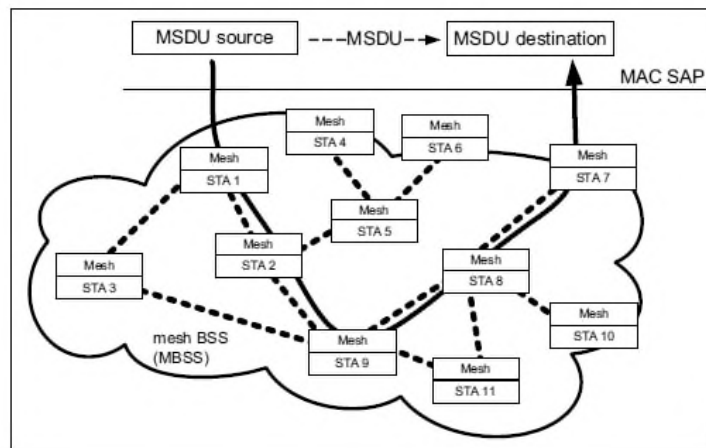 MSDU source
MSDU
MSDU destination
MAC SAP
Mesh
STA 4
Mesh
STA 6
Mesh
STA 1
Mesh
STA 7
Mesh
STA 5
Mesh
STA 2
Mesh
STA 3
Mesh
STA 8
Mesh
STA 10
mesh BSS
(MBSS)
Mesh
STA 9
Mesh
STA 11